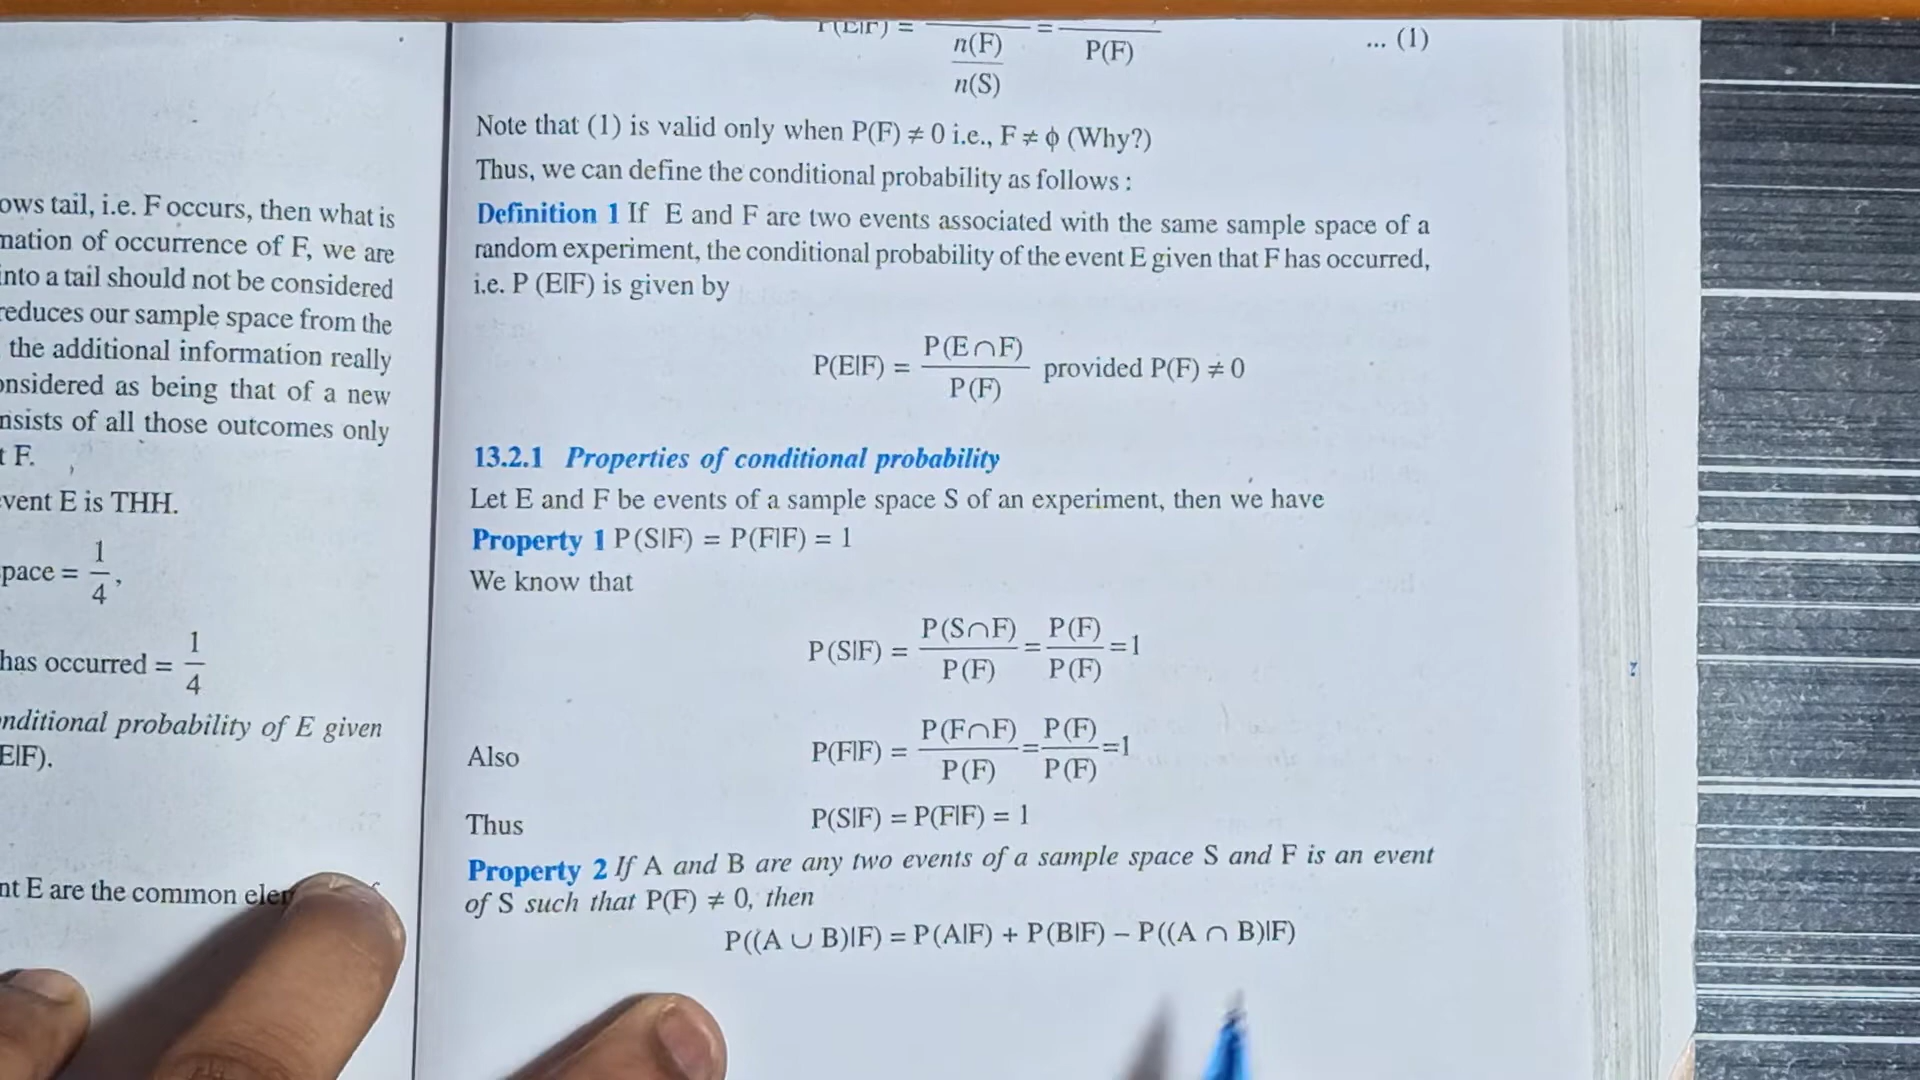 ows tail, i.e. F occurs, then what is
mation of occurrence of F, we are
into a tail should not be considered
reduces our sample space from the
the additional information really
onsidered as being that of a new
nsists of all those outcomes only
t F.
event E is THH.
pace = 1/4,
has occurred = 1/4
onditional probability of E given
E|F).
nt E are the common
P(E|F) = n(F)/n(S) = P(F) ... (1)
Note that (1) is valid only when P(F) ≠ 0 i.e., F ≠ φ (Why?)
Thus, we can define the conditional probability as follows :
Definition 1 If E and F are two events associated with the same sample space of a
random experiment, the conditional probability of the event E given that F has occurred,
i.e. P (E|F) is given by
P(E|F) = P(E∩F)/P(F) provided P(F) ≠ 0
13.2.1 Properties of conditional probability
Let E and F be events of a sample space S of an experiment, then we have
Property 1 P(S|F) = P(F|F) = 1
We know that
P(S|F) = P(S∩F)/P(F) = P(F)/P(F) = 1
Also P(F|F) = P(F∩F)/P(F) = P(F)/P(F) = 1
Thus P(S|F) = P(F|F) = 1
Property 2 If A and B are any two events of a sample space S and F is an event
of S such that P(F) ≠ 0, then
P((A ∪ B)|F) = P(A|F) + P(B|F) – P((A ∩ B)|F)